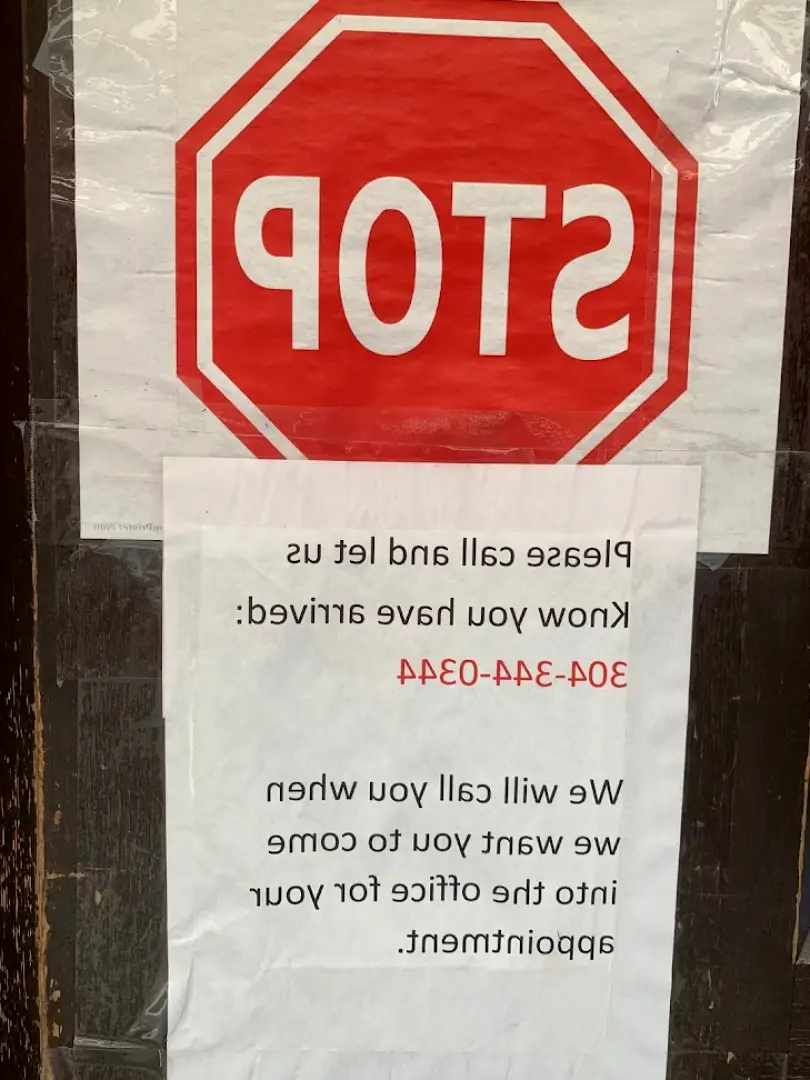 STOP
Please call and let us
Know you have arrived:
304-344-0344
We will call you when
we want you to come
into the office for your
appointment.